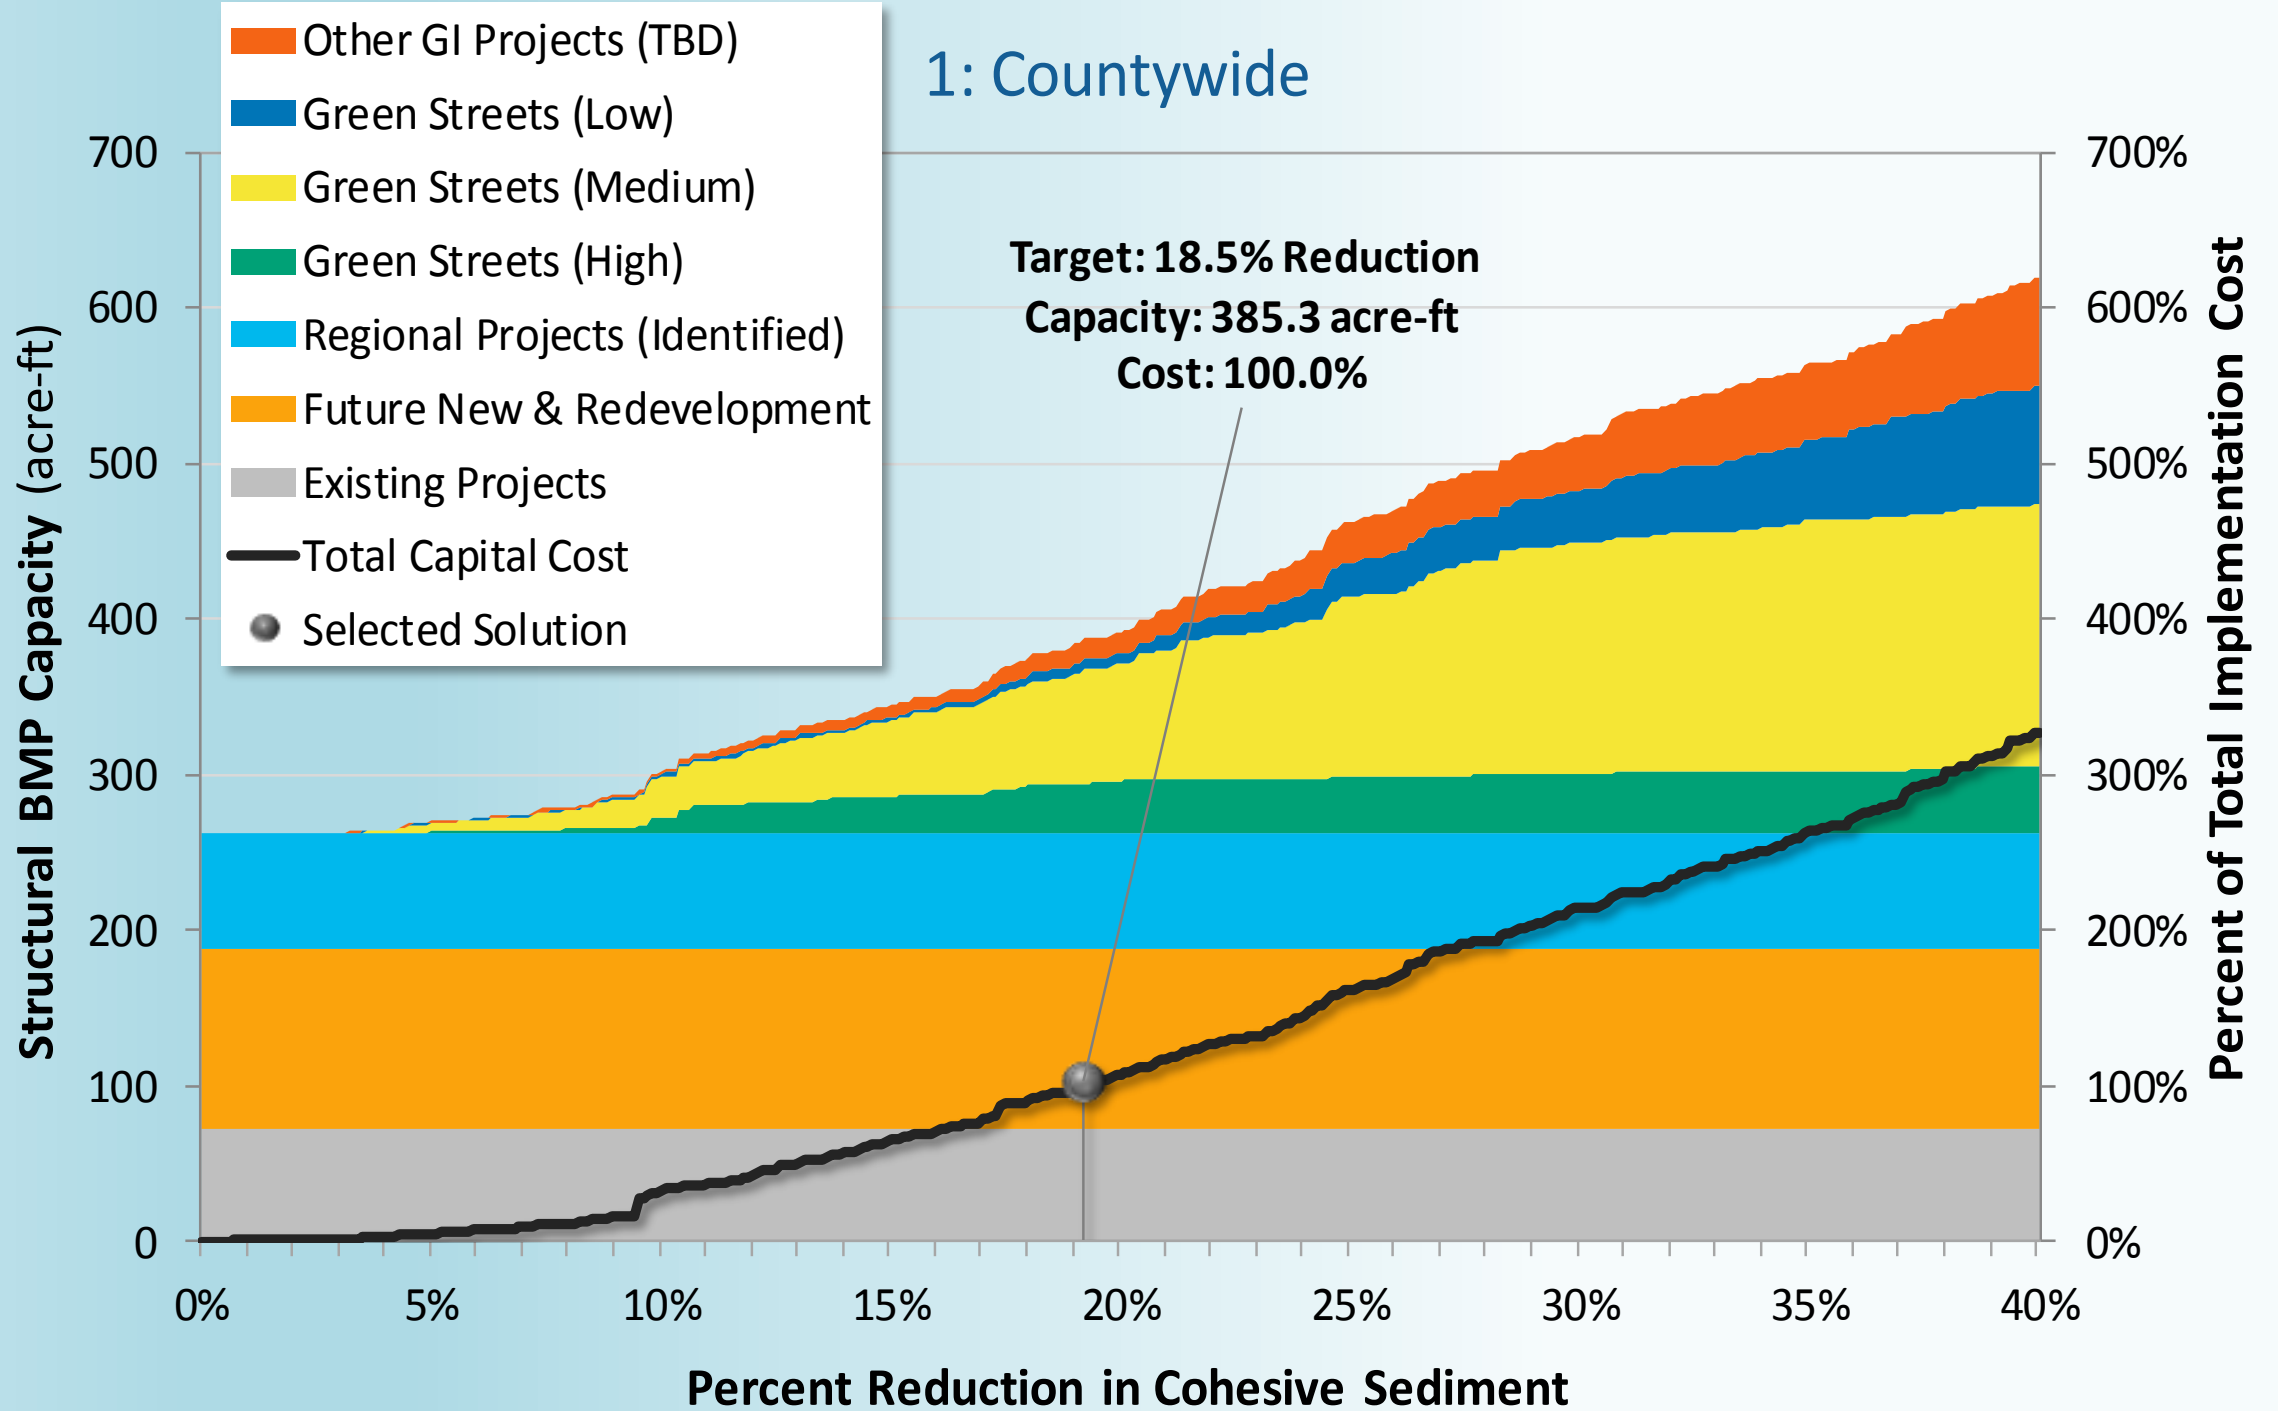 Other GI Projects (TBD)
Green Streets (Low)
Green Streets (Medium)
Green Streets (High)
Regional Projects (Identified)
Future New & Redevelopment
Existing Projects
Total Capital Cost
Selected Solution
1: Countywide
Target: 18.5% Reduction
Capacity: 385.3 acre-ft
Cost: 100.0%
Structural BMP Capacity (acre-ft)
700
600
500
400
300
200
100
0
700%
600%
500%
400%
300%
200%
100%
0%
Percent of Total Implementation Cost
0% 5% 10% 15% 20% 25% 30% 35% 40%
Percent Reduction in Cohesive Sediment